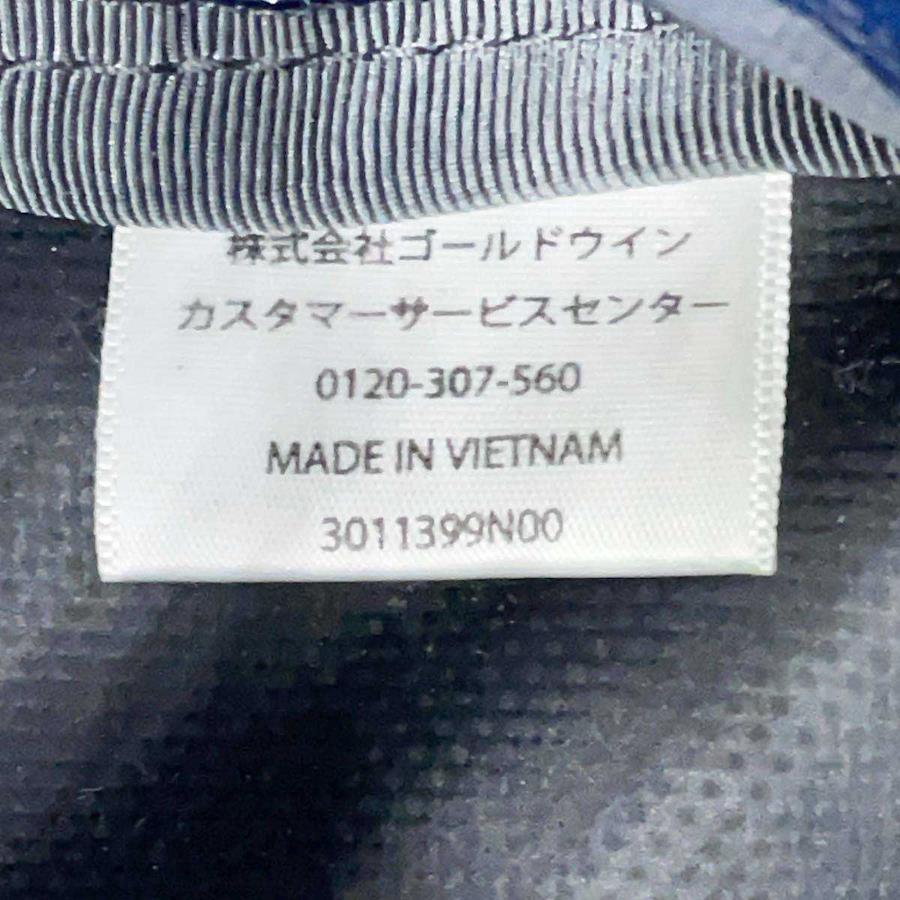 株式会社ゴールドウイン
カスタマーサービスセンター
0120-307-560
MADE IN VIETNAM
3011399N00